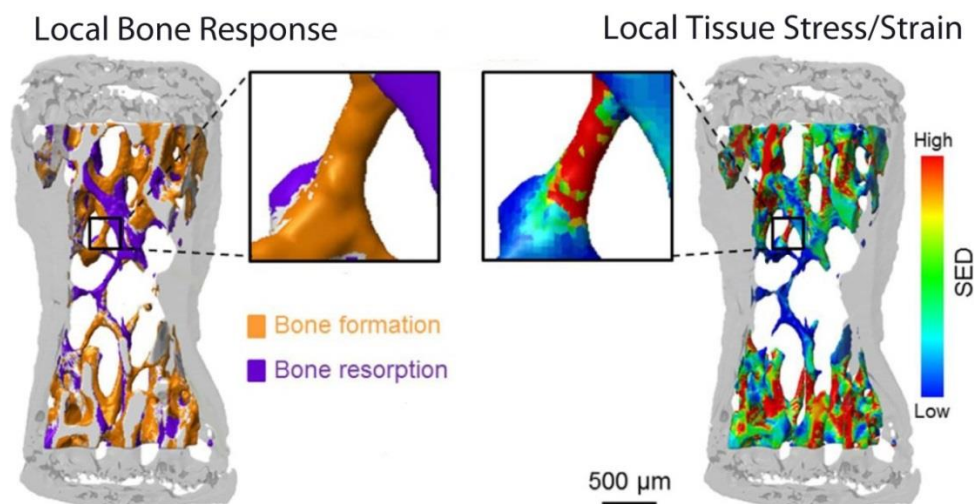 Local Bone Response
Local Tissue Stress/Strain
High
SED
Low
Bone formation
Bone resorption
500 µm